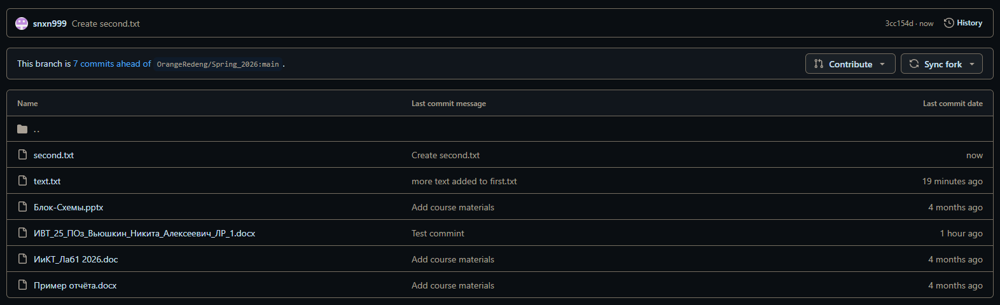 snxn999 Create second.txt 3cc154d · now History
This branch is 7 commits ahead of OrangeRedeng/Spring_2026:main . Contribute Sync fork
Name Last commit message Last commit date
..
second.txt Create second.txt now
text.txt more text added to first.txt 19 minutes ago
Блок-Схемы.pptx Add course materials 4 months ago
ИВТ_25_ПОз_Вьюшкин_Никита_Алексеевич_ЛР_1.docx Test commint 1 hour ago
ИиКТ_Лаб1 2026.doc Add course materials 4 months ago
Пример отчёта.docx Add course materials 4 months ago